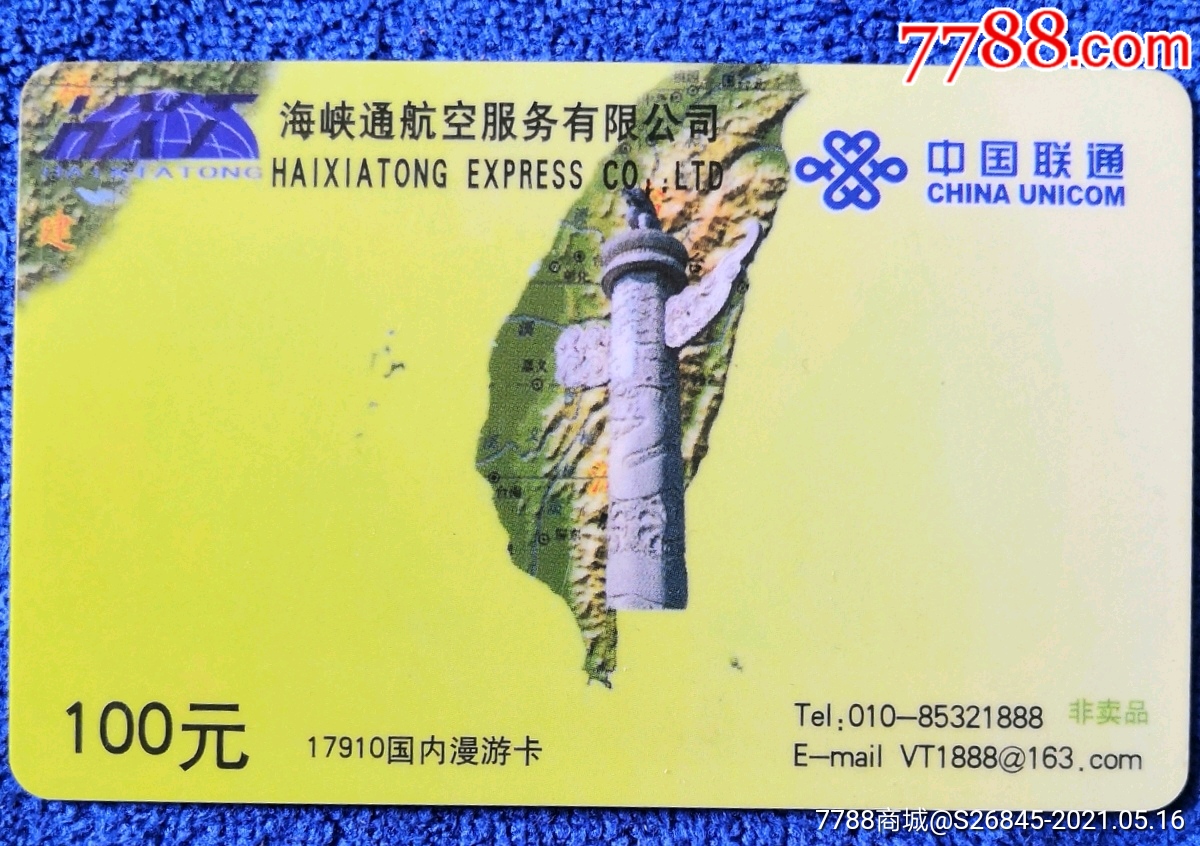 7788.com
海峡通航空服务有限公司
HAIXIATONG EXPRESS CO.,LTD
HAIXIATONG
中国联通
CHINA UNICOM
建
100元
17910国内漫游卡
Tel:010-85321888
非卖品
E-mail VT1888@163.com
7788商城@S26845-2021.05.16